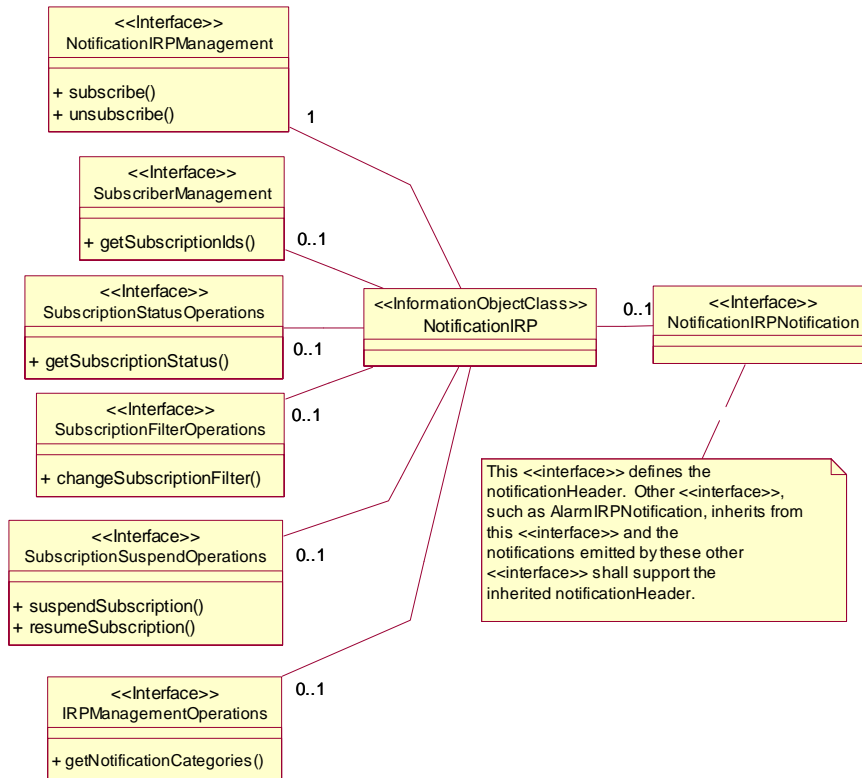 <<Interface>>
NotificationIRPManagement
+ subscribe()
+ unsubscribe()
1
<<Interface>>
SubscriberManagement
+ getSubscriptionIds()
0..1
<<Interface>>
SubscriptionStatusOperations
+ getSubscriptionStatus()
0..1
<<InformationObjectClass>>
NotificationIRP
0..1
<<Interface>>
NotificationIRPNotification
<<Interface>>
SubscriptionFilterOperations
+ changeSubscriptionFilter()
0..1
This <<interface>> defines the
notificationHeader. Other <<interface>>,
such as AlarmIRPNotification, inherits from
this <<interface>> and the
notifications emitted by these other
<<interface>> shall support the
inherited notificationHeader.
<<Interface>>
SubscriptionSuspendOperations
+ suspendSubscription()
+ resumeSubscription()
0..1
<<Interface>>
IRPManagementOperations
+ getNotificationCategories()
0..1